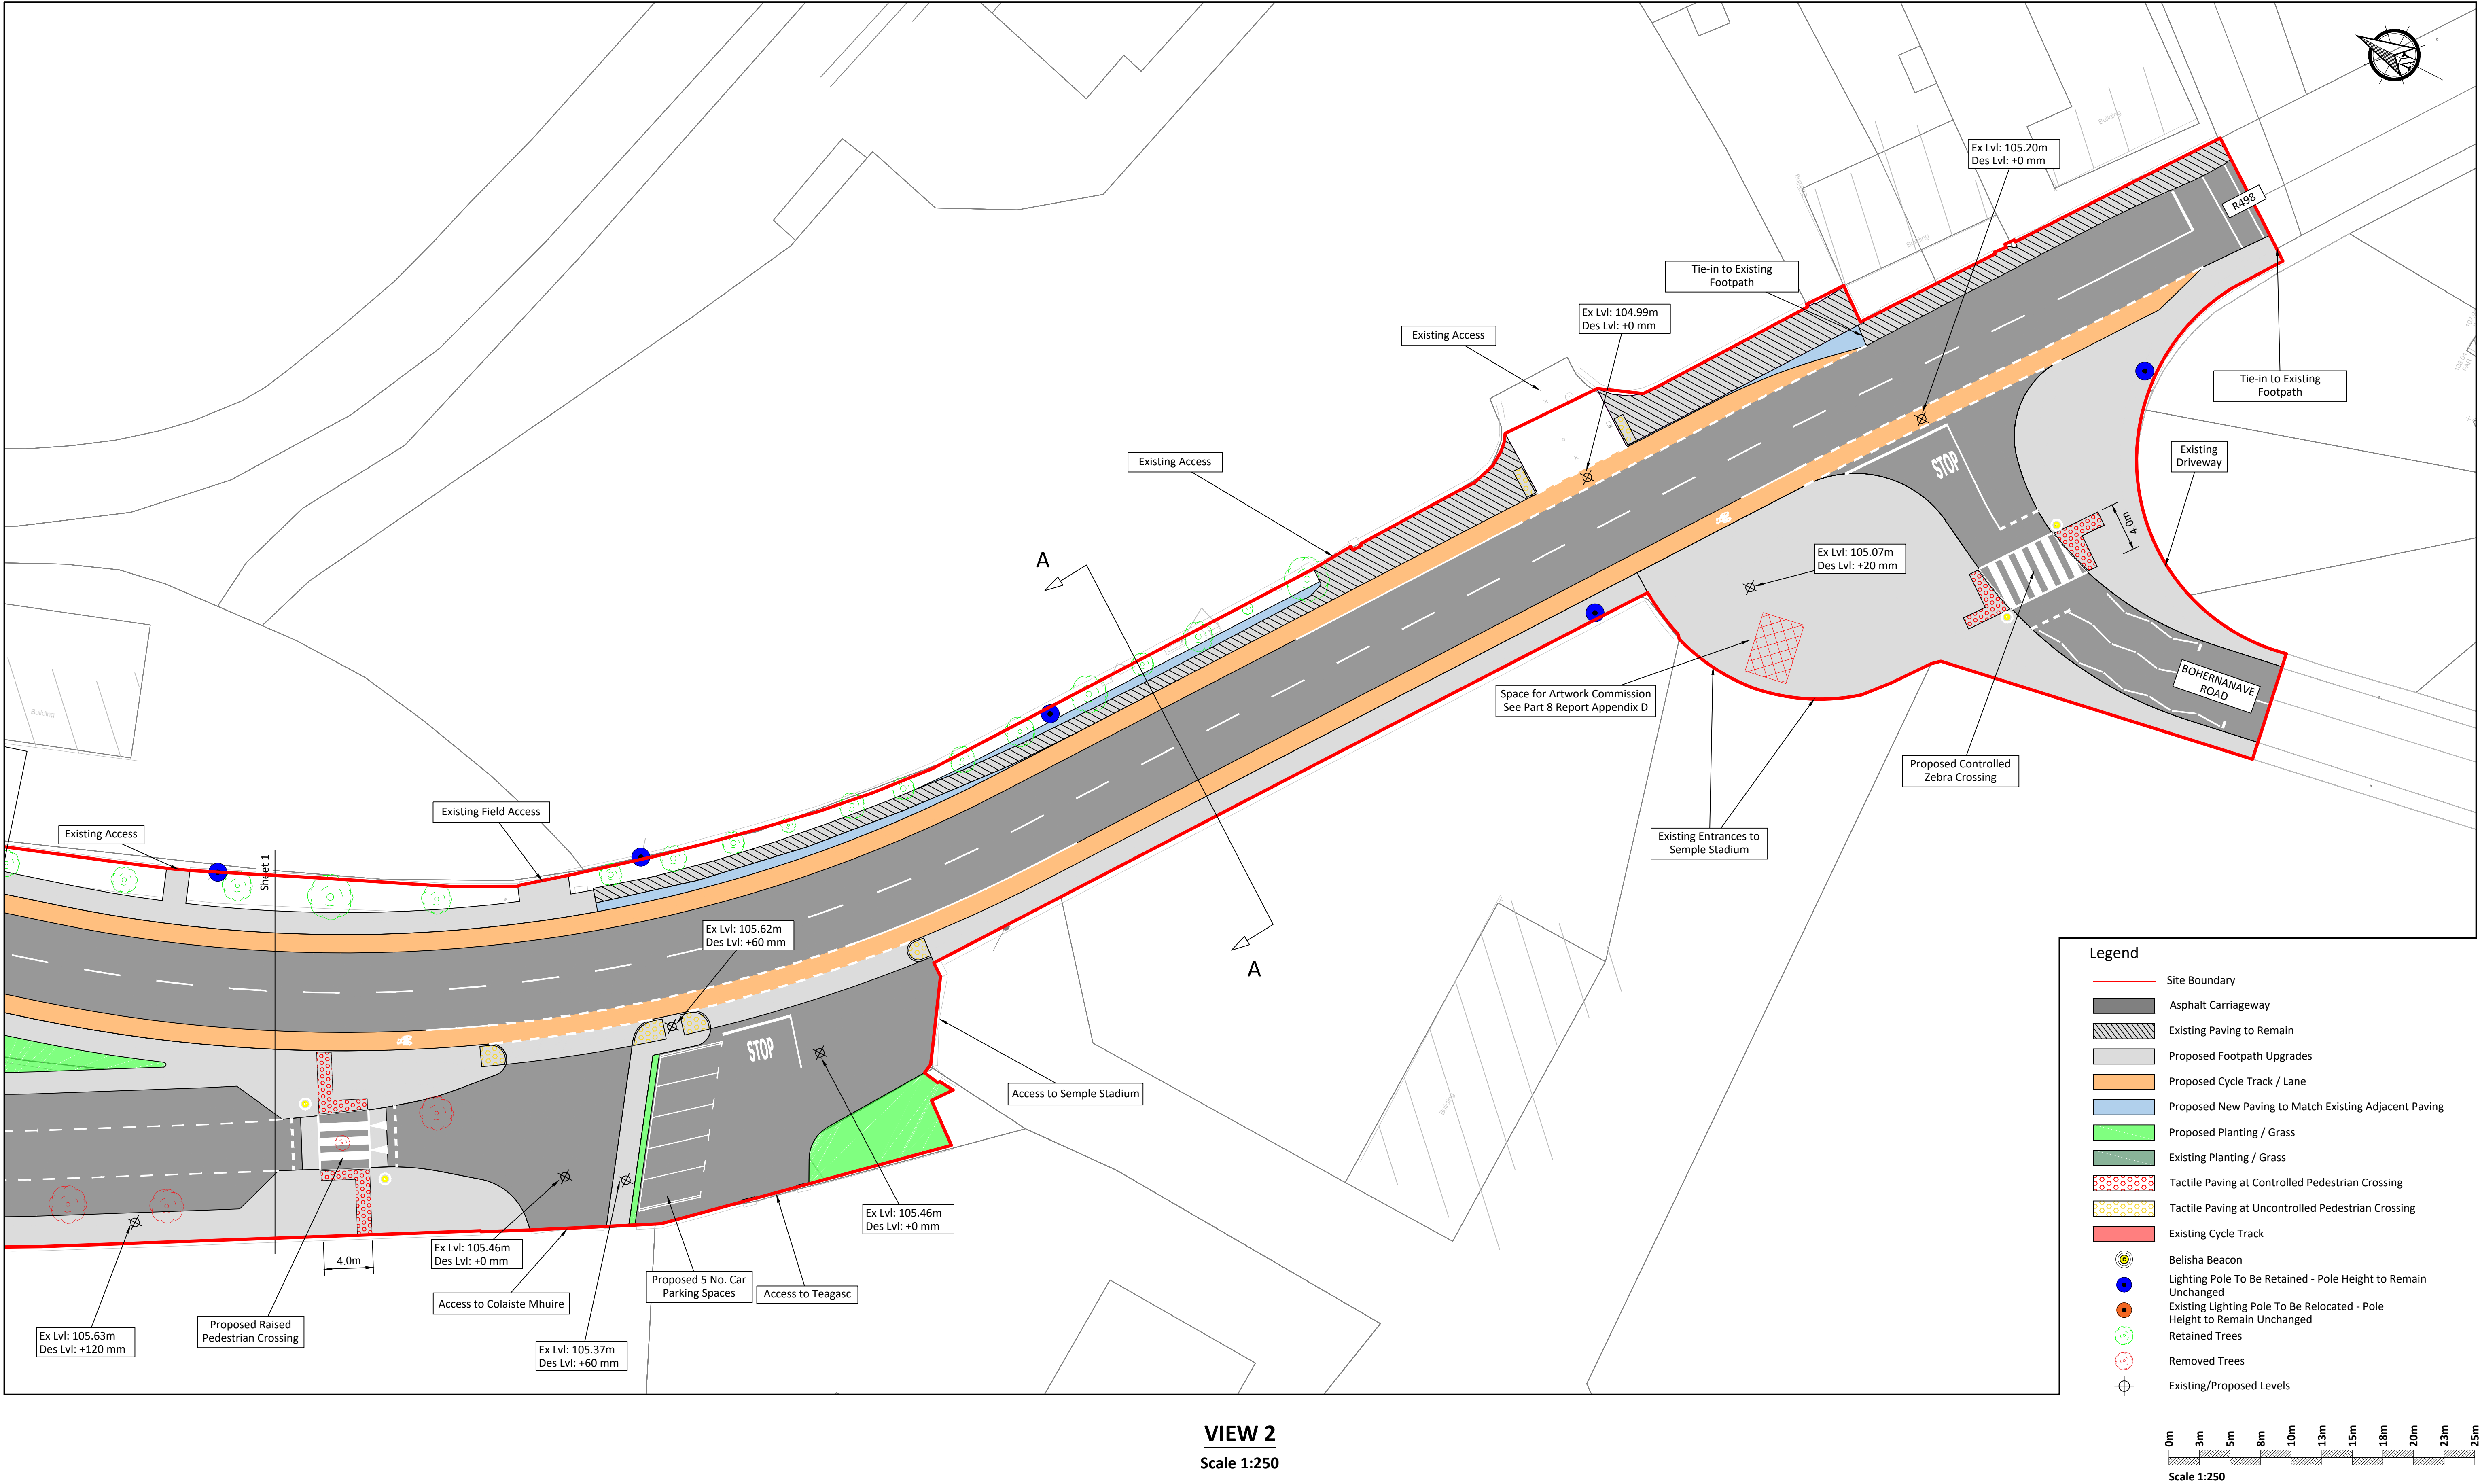 Ex Lvl: 105.20m
Des Lvl: +0 mm
Building
Building
Building
R498
Tie-in to Existing
Footpath
Ex Lvl: 104.99m
Des Lvl: +0 mm
Existing Access
Tie-in to Existing
Footpath
Existing Access
Existing
Driveway
STOP
4.0m
A
Ex Lvl: 105.07m
Des Lvl: +20 mm
Space for Artwork Commission
See Part 8 Report Appendix D
BOHERNANAVE
ROAD
Building
Proposed Controlled
Zebra Crossing
Existing Field Access
Existing Access
Existing Entrances to
Semple Stadium
Sheet 1
Ex Lvl: 105.62m
Des Lvl: +60 mm
A
STOP
Access to Semple Stadium
Building
Ex Lvl: 105.46m
Des Lvl: +0 mm
Ex Lvl: 105.46m
Des Lvl: +0 mm
4.0m
Proposed 5 No. Car
Parking Spaces
Access to Teagasc
Access to Colaiste Mhuire
Proposed Raised
Pedestrian Crossing
Ex Lvl: 105.63m
Des Lvl: +120 mm
Ex Lvl: 105.37m
Des Lvl: +60 mm
Legend
Site Boundary
Asphalt Carriageway
Existing Paving to Remain
Proposed Footpath Upgrades
Proposed Cycle Track / Lane
Proposed New Paving to Match Existing Adjacent Paving
Proposed Planting / Grass
Existing Planting / Grass
Tactile Paving at Controlled Pedestrian Crossing
Tactile Paving at Uncontrolled Pedestrian Crossing
Existing Cycle Track
Belisha Beacon
Lighting Pole To Be Retained - Pole Height to Remain
Unchanged
Existing Lighting Pole To Be Relocated - Pole
Height to Remain Unchanged
Retained Trees
Removed Trees
Existing/Proposed Levels
VIEW 2
Scale 1:250
0m 3m 5m 8m 10m 13m 15m 18m 20m 23m 25m
Scale 1:250